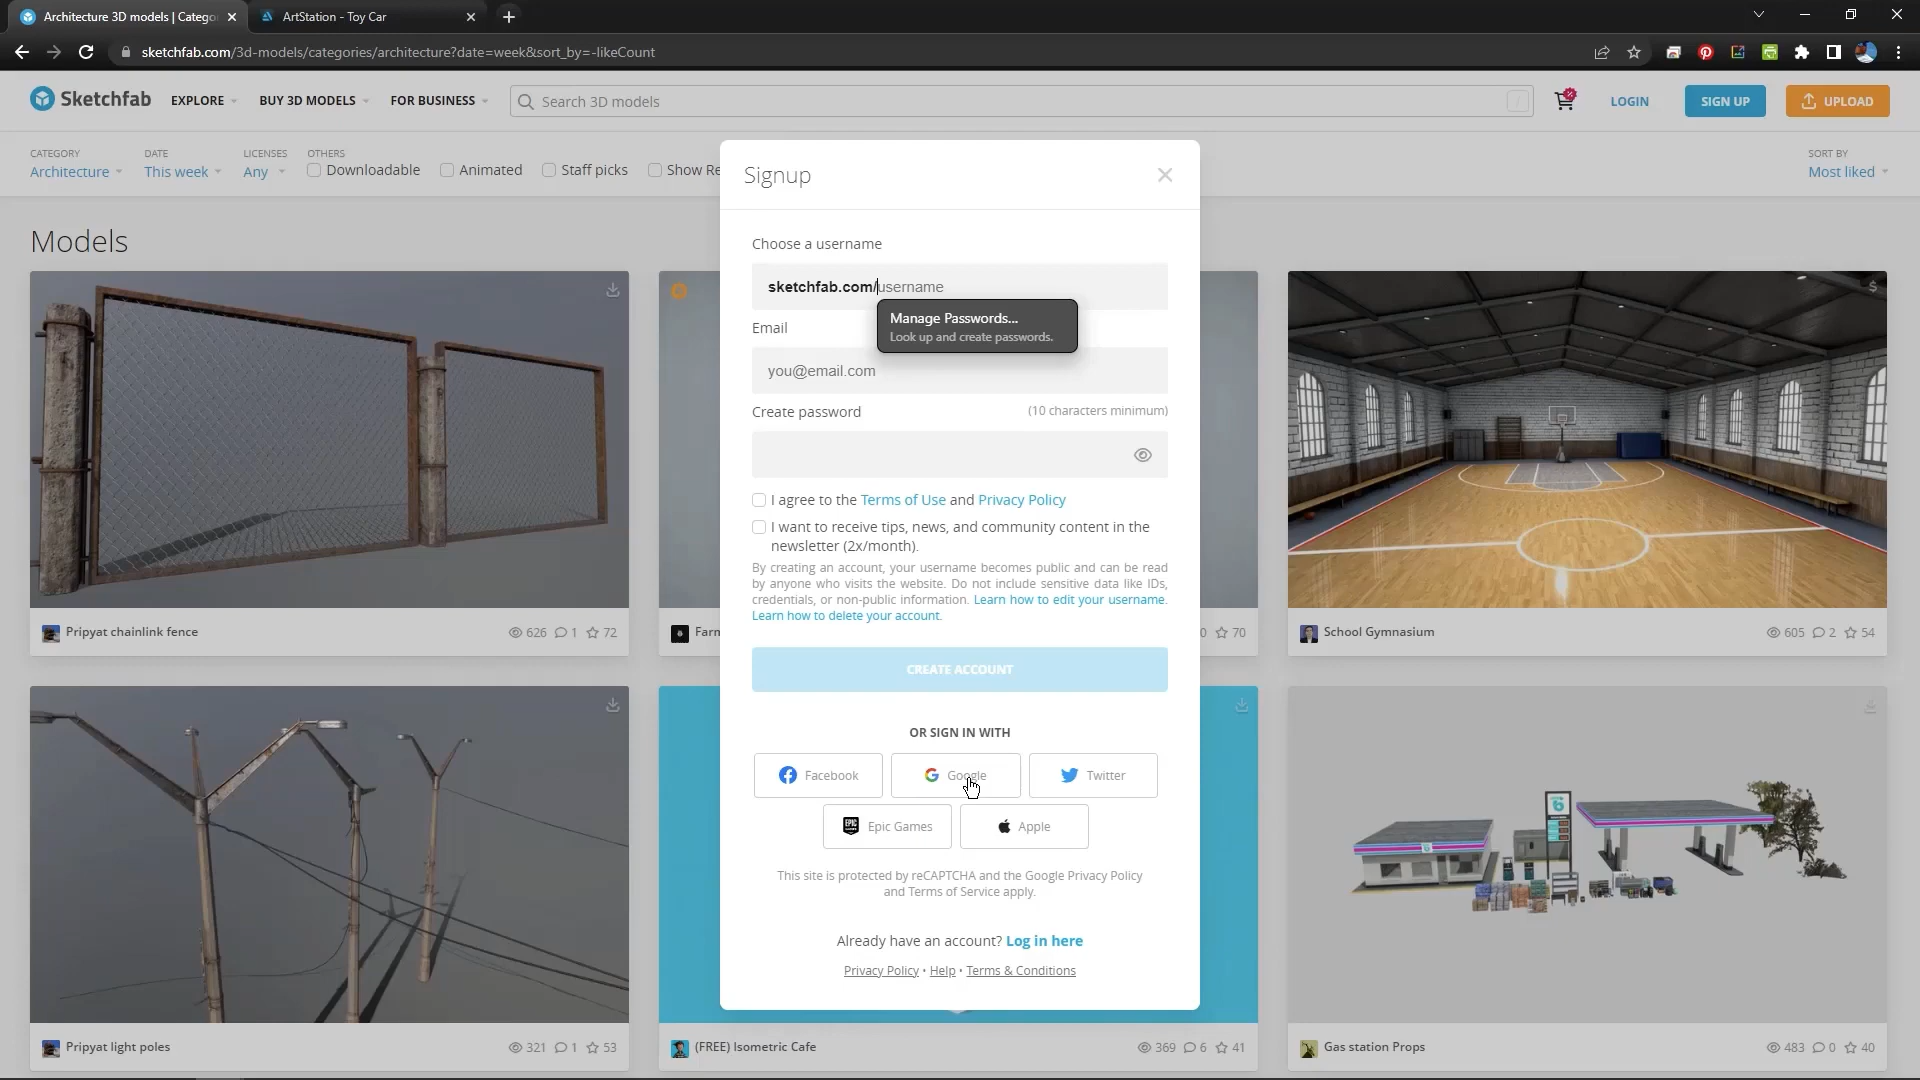 Architecture 3D models | Catego
ArtStation - Toy Car
sketchfab.com/3d-models/categories/architecture?date=week&sort_by=-likeCount
Sketchfab
EXPLORE
BUY 3D MODELS
FOR BUSINESS
Search 3D models
/
LOGIN
SIGN UP
UPLOAD
CATEGORY
Architecture
DATE
This week
LICENSES
Any
OTHERS
Downloadable
Animated
Staff picks
Show Re
SORT BY
Most liked
Models
Signup
Choose a username
sketchfab.com/username
Manage Passwords...
Look up and create passwords.
Email
you@email.com
Create password
(10 characters minimum)
I agree to the Terms of Use and Privacy Policy
I want to receive tips, news, and community content in the
newsletter (2x/month).
By creating an account, your username becomes public and can be read
by anyone who visits the website. Do not include sensitive data like IDs,
credentials, or non-public information. Learn how to edit your username.
Learn how to delete your account.
CREATE ACCOUNT
OR SIGN IN WITH
Facebook
Google
Twitter
Epic Games
Apple
This site is protected by reCAPTCHA and the Google Privacy Policy
and Terms of Service apply.
Already have an account? Log in here
Privacy Policy • Help • Terms & Conditions
Pripyat chainlink fence
626 1 72
Farm
0 70
School Gymnasium
605 2 54
Pripyat light poles
321 1 53
(FREE) Isometric Cafe
369 6 41
Gas station Props
483 0 40